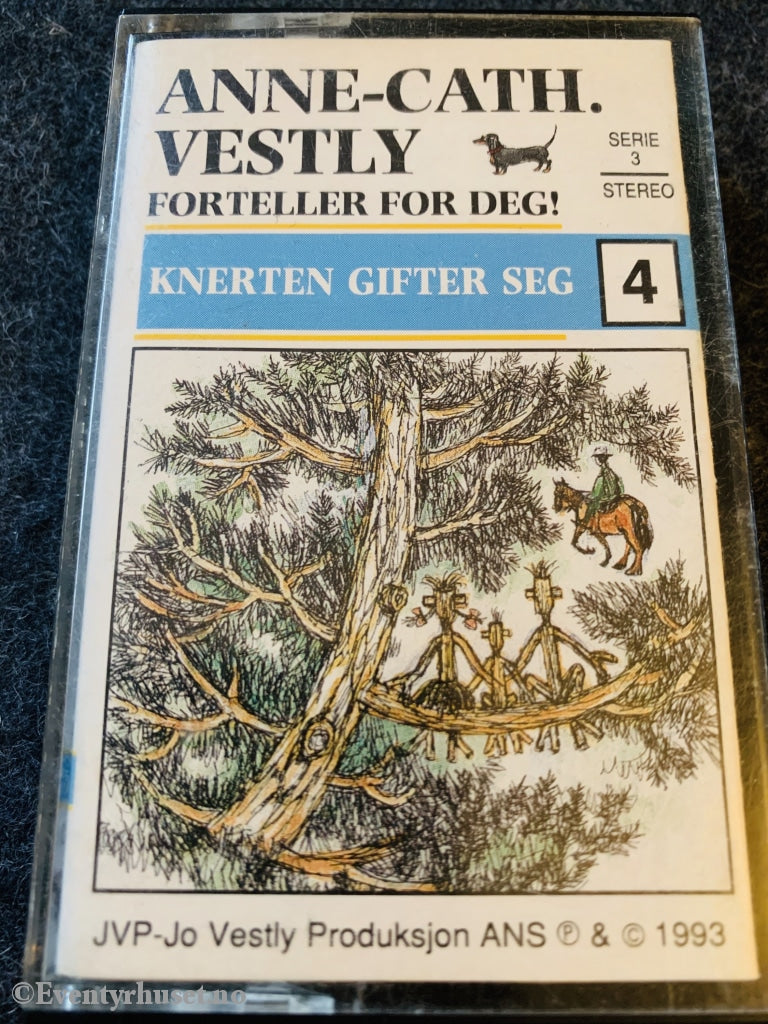 ANNE-CATH.
VESTLY
FORTELLER FOR DEG!
SERIE
3
STEREO
KNERTEN GIFTER SEG
4
JVP-Jo Vestly Produksjon ANS ℗ & © 1993
©Eventyrhuset.no